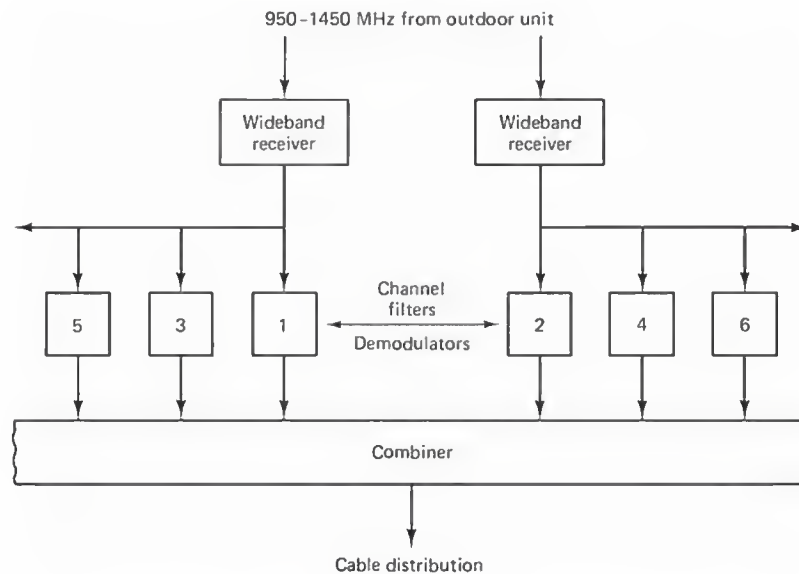 950-1450 MHz from outdoor unit
Wideband
receiver
Wideband
receiver
5
3
1
Channel
filters
Demodulators
2
4
6
Combiner
Cable distribution